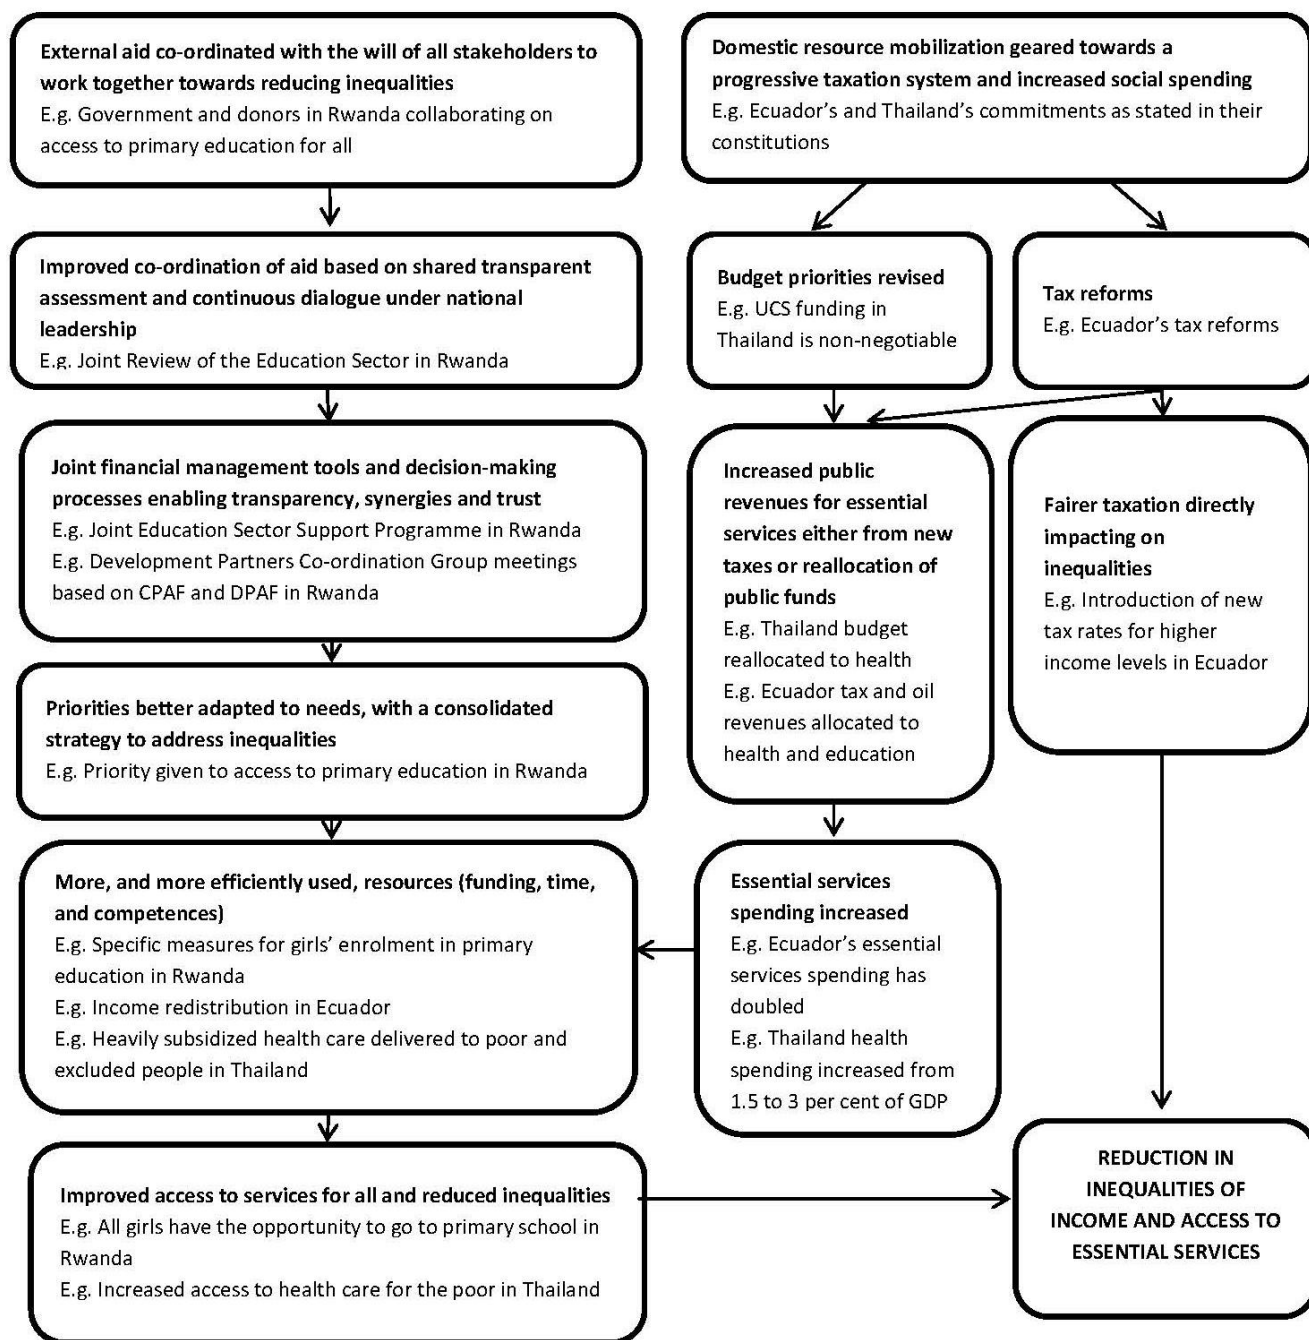 External aid co-ordinated with the will of all stakeholders to
work together towards reducing inequalities
E.g. Government and donors in Rwanda collaborating on
access to primary education for all
Domestic resource mobilization geared towards a
progressive taxation system and increased social spending
E.g. Ecuador’s and Thailand’s commitments as stated in their
constitutions
Improved co-ordination of aid based on shared transparent
assessment and continuous dialogue under national
leadership
E.g. Joint Review of the Education Sector in Rwanda
Budget priorities revised
E.g. UCS funding in
Thailand is non-negotiable
Tax reforms
E.g. Ecuador’s tax reforms
Joint financial management tools and decision-making
processes enabling transparency, synergies and trust
E.g. Joint Education Sector Support Programme in Rwanda
E.g. Development Partners Co-ordination Group meetings
based on CPAF and DPAF in Rwanda
Increased public
revenues for essential
services either from new
taxes or reallocation of
public funds
E.g. Thailand budget
reallocated to health
E.g. Ecuador tax and oil
revenues allocated to
health and education
Fairer taxation directly
impacting on
inequalities
E.g. Introduction of new
tax rates for higher
income levels in Ecuador
Priorities better adapted to needs, with a consolidated
strategy to address inequalities
E.g. Priority given to access to primary education in Rwanda
More, and more efficiently used, resources (funding, time,
and competences)
E.g. Specific measures for girls’ enrolment in primary
education in Rwanda
E.g. Income redistribution in Ecuador
E.g. Heavily subsidized health care delivered to poor and
excluded people in Thailand
Essential services
spending increased
E.g. Ecuador’s essential
services spending has
doubled
E.g. Thailand health
spending increased from
1.5 to 3 per cent of GDP
Improved access to services for all and reduced inequalities
E.g. All girls have the opportunity to go to primary school in
Rwanda
E.g. Increased access to health care for the poor in Thailand
REDUCTION IN
INEQUALITIES OF
INCOME AND ACCESS TO
ESSENTIAL SERVICES